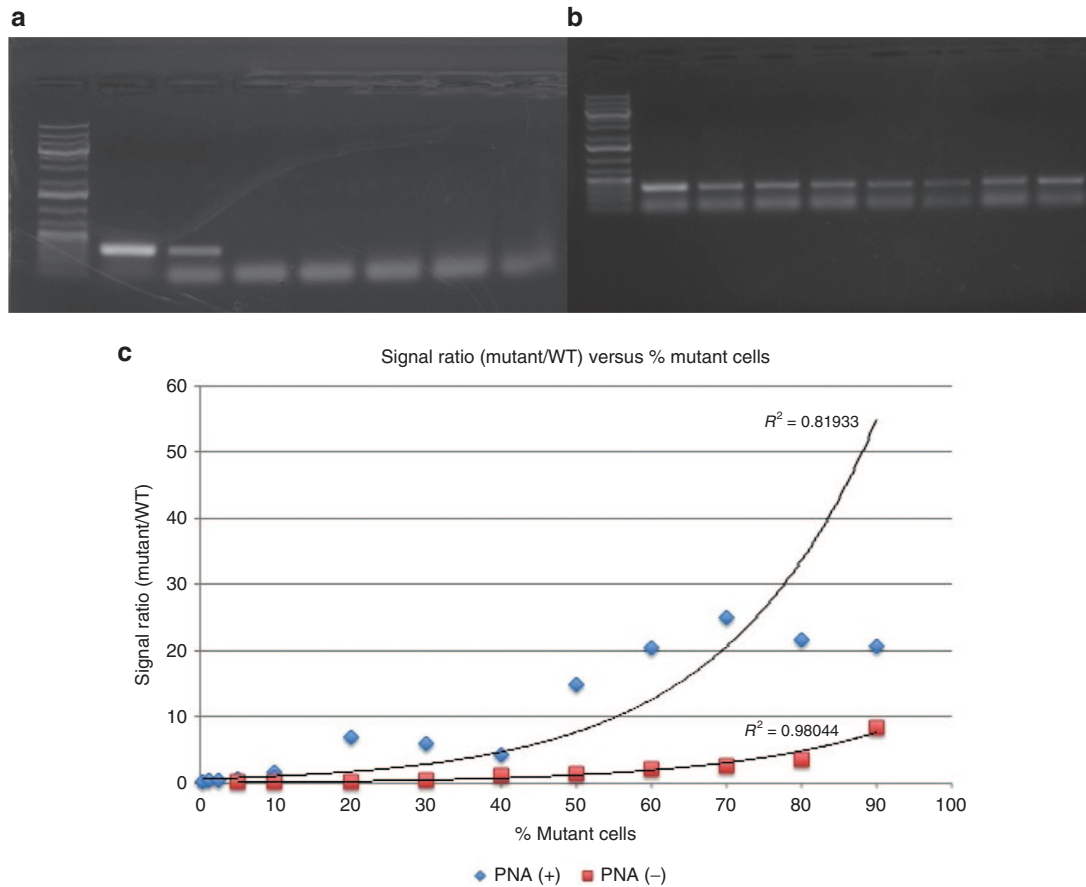 a
b
c
Signal ratio (mutant/WT) versus % mutant cells
60
50
40
30
20
10
0
Signal ratio (mutant/WT)
R² = 0.81933
R² = 0.98044
0 10 20 30 40 50 60 70 80 90 100
% Mutant cells
PNA (+) PNA (–)